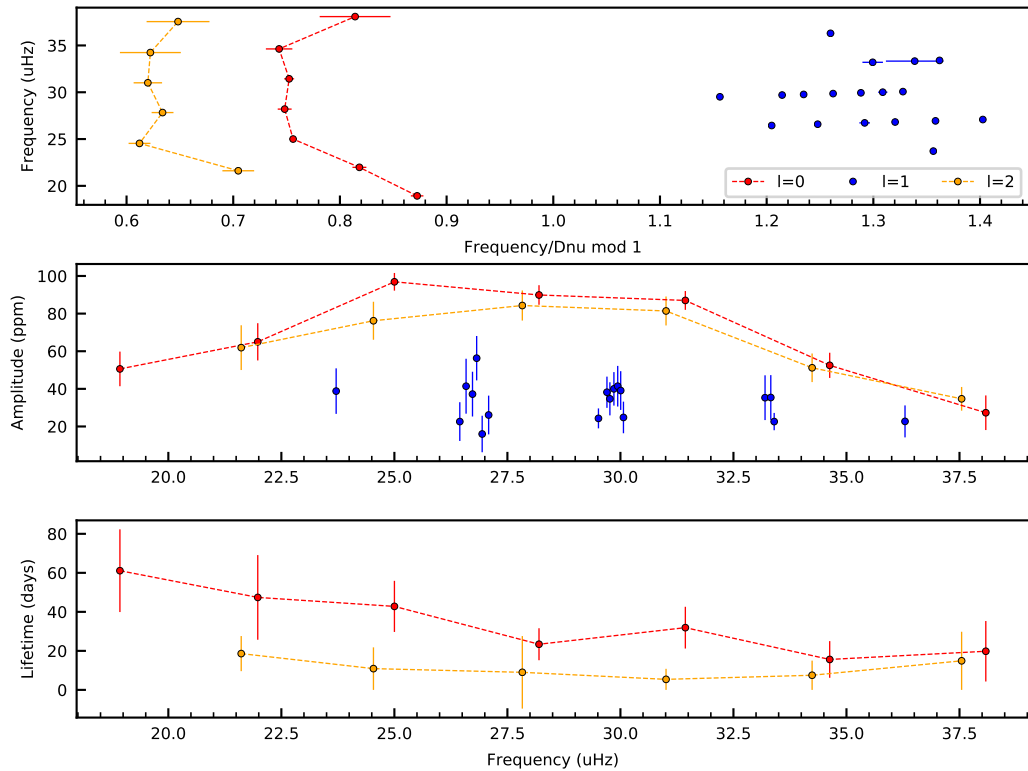 Frequency (uHz)
35
30
25
20
l=0 l=1 l=2
0.6 0.7 0.8 0.9 1.0 1.1 1.2 1.3 1.4
Frequency/Dnu mod 1
Amplitude (ppm)
100
80
60
40
20
20.0 22.5 25.0 27.5 30.0 32.5 35.0 37.5
Lifetime (days)
80
60
40
20
0
20.0 22.5 25.0 27.5 30.0 32.5 35.0 37.5
Frequency (uHz)